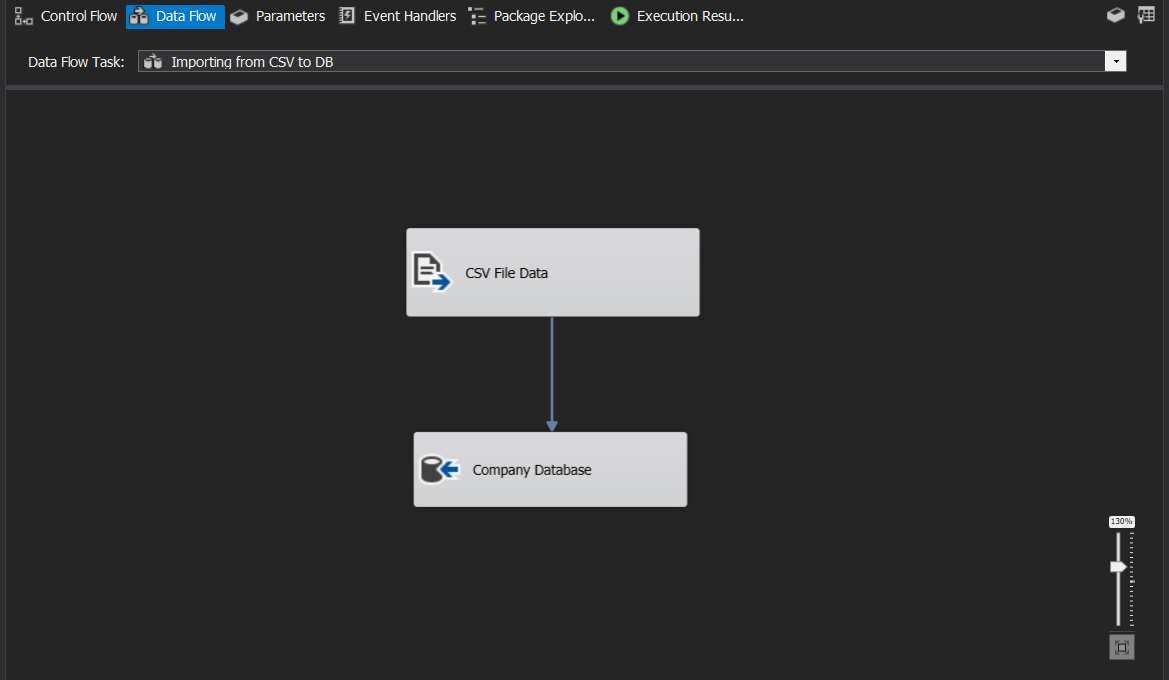 Control Flow Data Flow Parameters Event Handlers Package Explo... Execution Resu...
Data Flow Task: Importing from CSV to DB
CSV File Data
Company Database
130%